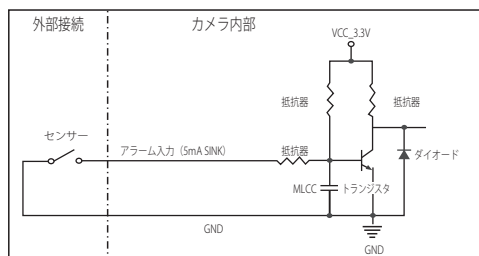 外部接続
カメラ内部
VCC_3.3V
抵抗器
抵抗器
センサー
アラーム入力（5mA SINK）
抵抗器
ダイオード
MLCC
トランジスタ
GND
GND